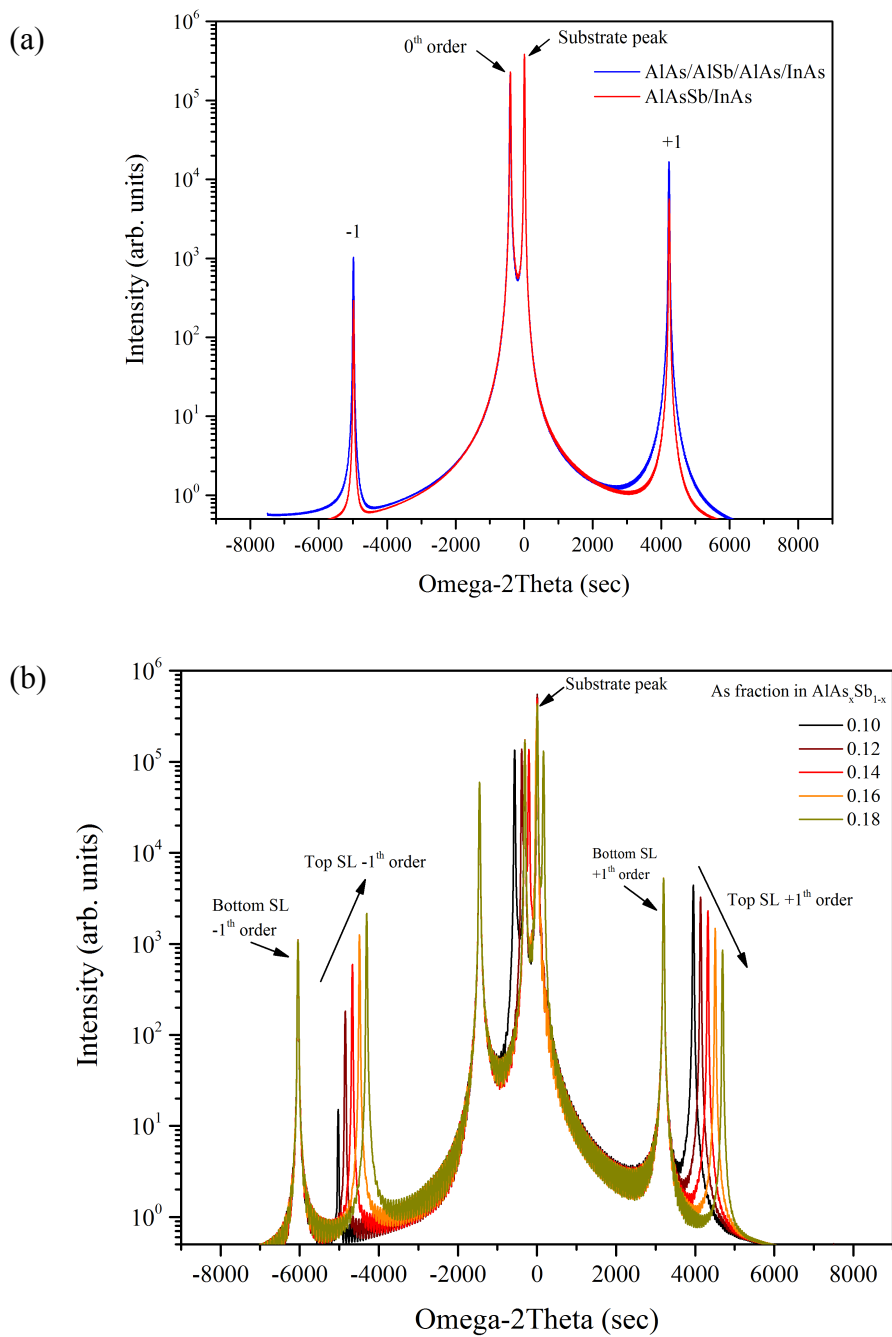 (a)
10⁶
10⁵
10⁴
10³
10²
10¹
10⁰
Intensity (arb. units)
0th order
Substrate peak
AlAs/AlSb/AlAs/InAs
AlAsSb/InAs
-1
+1
-8000 -6000 -4000 -2000 0 2000 4000 6000 8000
Omega-2Theta (sec)
(b)
10⁶
10⁵
10⁴
10³
10²
10¹
10⁰
Intensity (arb. units)
Substrate peak
As fraction in AlAsₓSb₁₋ₓ
0.10
0.12
0.14
0.16
0.18
Top SL -1th order
Bottom SL
-1th order
Bottom SL
+1th order
Top SL +1th order
-8000 -6000 -4000 -2000 0 2000 4000 6000 8000
Omega-2Theta (sec)